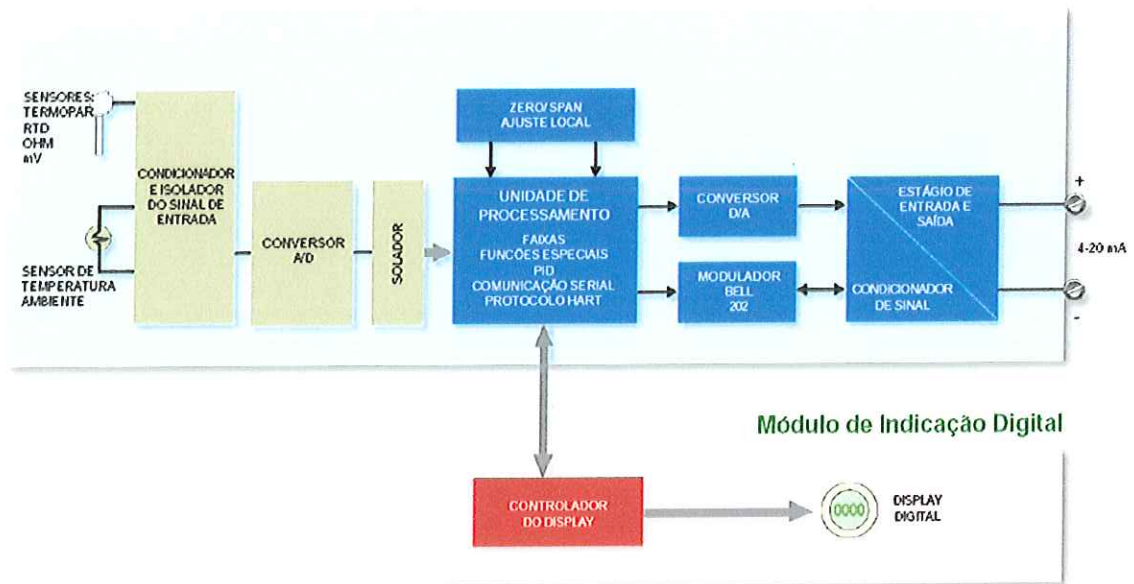 SENSORES:
TERMOPAR
RTD
OHM
mV
SENSOR DE
TEMPERATURA
AMBIENTE
CONDICIONADOR
E ISOLADOR
DO SINAL DE
ENTRADA
CONVERSOR
A/D
SOLADOR
ZERO/SPAN
AJUSTE LOCAL
UNIDADE DE
PROCESSAMENTO
FAIXAS
FUNCÕES ESPECIAIS
PID
COMUNICAÇÃO SERIAL
PROTOCOLO HART
CONVERSOR
D/A
MODULADOR
BELL
202
ESTÁGIO DE
ENTRADA E
SAÍDA
CONDICIONADOR
DE SINAL
+
4-20 mA
-
Módulo de Indicação Digital
CONTROLADOR
DO DISPLAY
0000
DISPLAY
DIGITAL